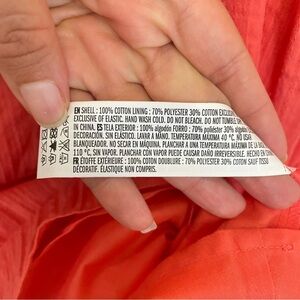 EN SHELL : 100% COTTON LINING : 70% POLYESTER 30% COTTON
EXCLUSIVE OF ELASTIC. HAND WASH COLD. DO NOT BLEACH. DO NOT TUMBLE
IN CHINA. ES TELA EXTERIOR : 100% algodón FORRO : 70% poliéster 30% algodón
DECORACIÓN. SIN ELÁSTICO. LAVAR A MANO. TEMPERATURA MÁXIMA 40 °C. NO USAR
BLANQUEADOR. NO SECAR EN MÁQUINA. PLANCHAR A UNA TEMPERATURA MÁXIMA DE LA
110 °C, SIN VAPOR. PLANCHAR CON VAPOR PUEDE CAUSAR DAÑO IRREVERSIBLE. HECHO EN
FR ÉTOFFE EXTÉRIEURE : 100% COTON DOUBLURE : 70% POLYESTER 30% COTON SAUF TISSU
DÉCORATIF. ÉLASTIQUE NON COMPRIS.